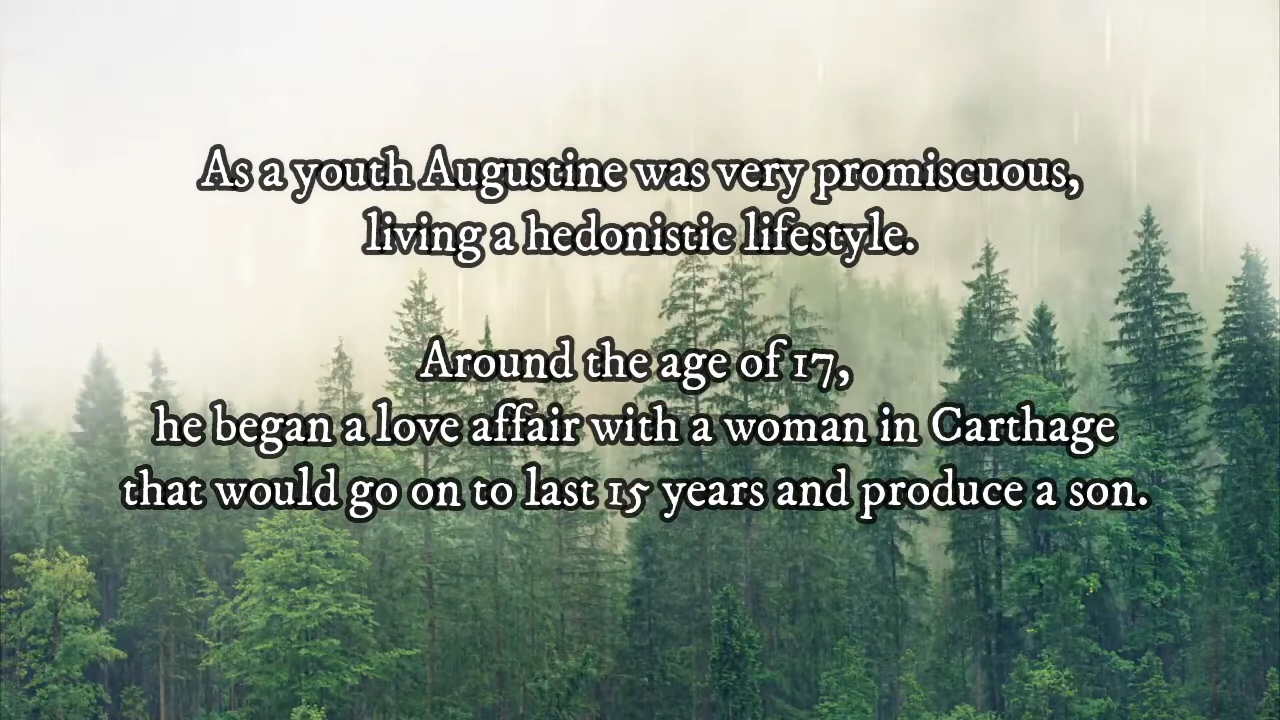 As a youth Augustine was very promiscuous,
living a hedonistic lifestyle.
Around the age of 17,
he began a love affair with a woman in Carthage
that would go on to last 15 years and produce a son.